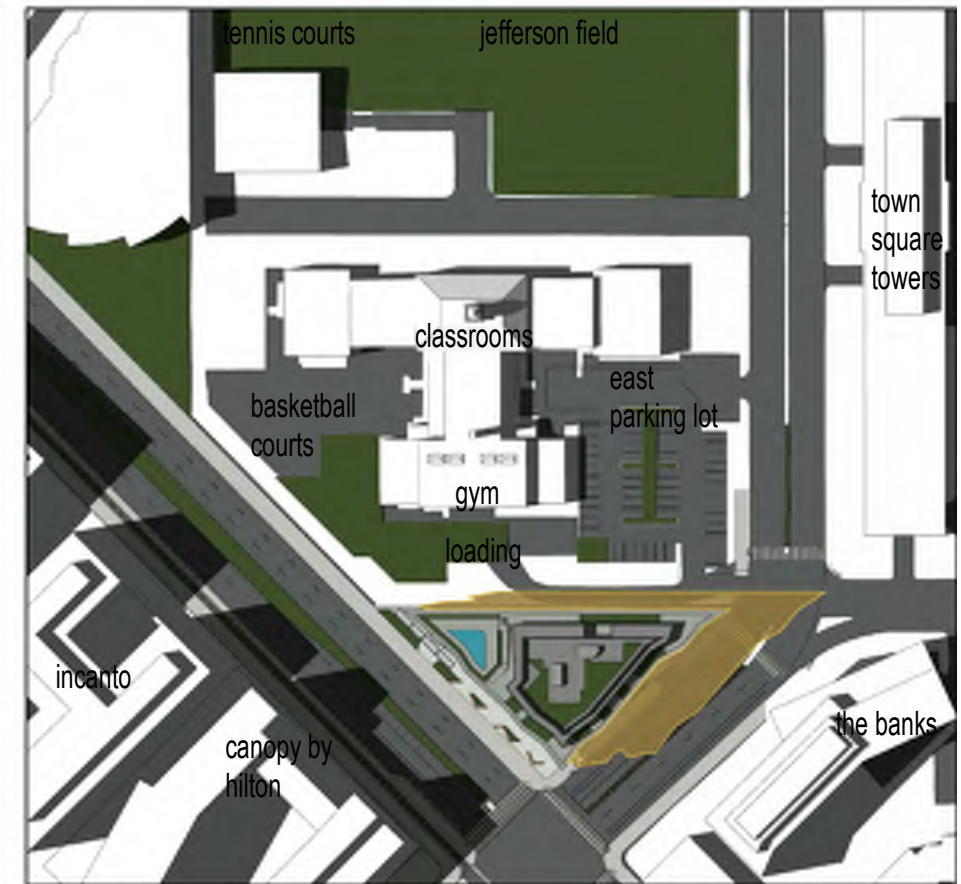 tennis courts
jefferson field
town
square
towers
classrooms
east
parking lot
basketball
courts
gym
loading
incanto
the banks
canopy by
hilton